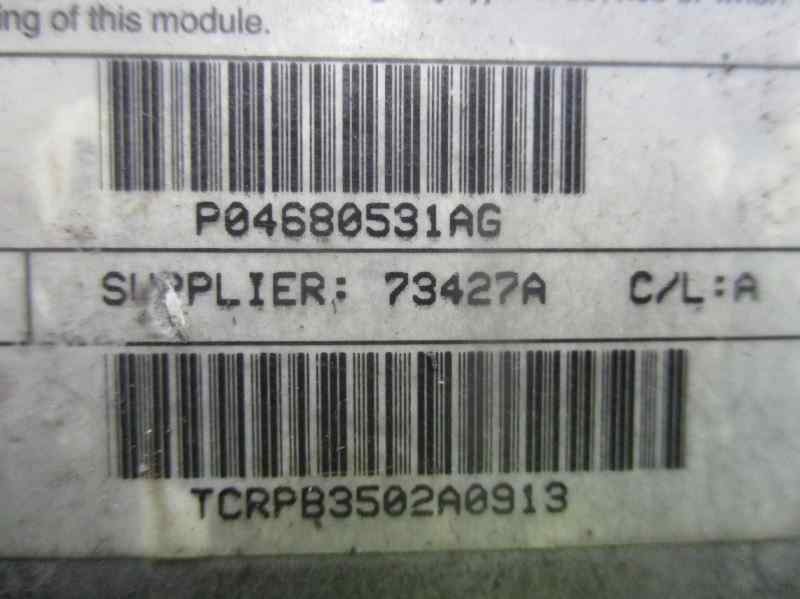 ing of this module.
P04680531AG
SUPPLIER: 73427A C/L:A
TCRPB3502A0913